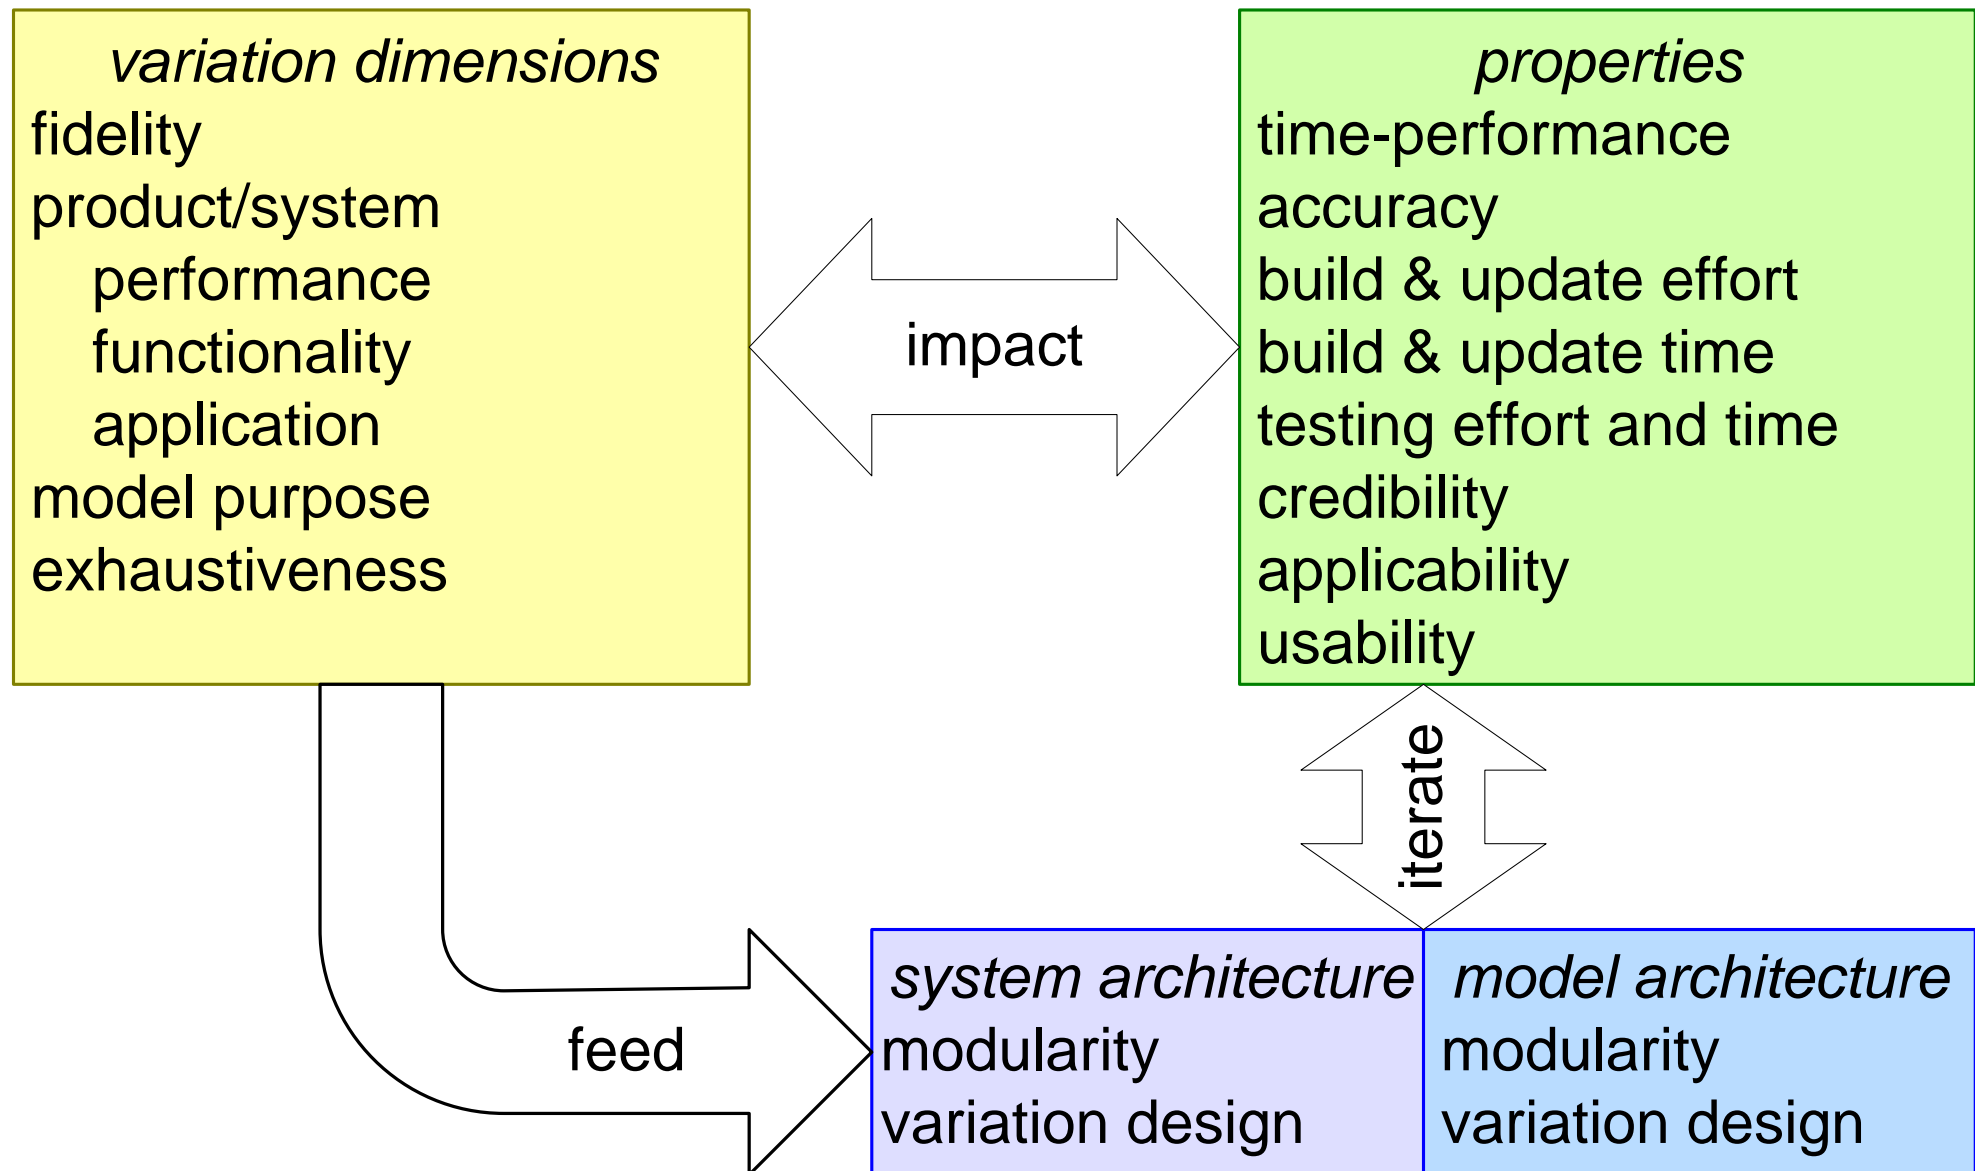 variation dimensions
fidelity
product/system
performance
functionality
application
model purpose
exhaustiveness
impact
properties
time-performance
accuracy
build & update effort
build & update time
testing effort and time
credibility
applicability
usability
iterate
feed
system architecture
modularity
variation design
model architecture
modularity
variation design